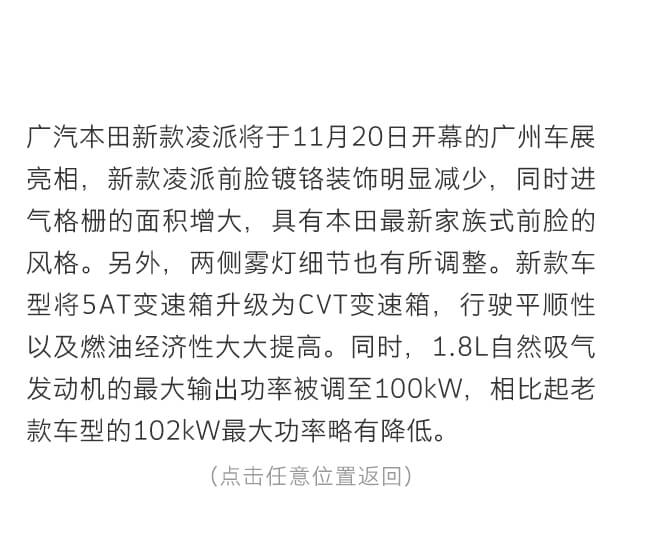 广汽本田新款凌派将于11月20日开幕的广州车展
亮相，新款凌派前脸镀铬装饰明显减少，同时进
气格栅的面积增大，具有本田最新家族式前脸的
风格。另外，两侧雾灯细节也有所调整。新款车
型将5AT变速箱升级为CVT变速箱，行驶平顺性
以及燃油经济性大大提高。同时，1.8L自然吸气
发动机的最大输出功率被调至100kW，相比起老
款车型的102kW最大功率略有降低。
（点击任意位置返回）